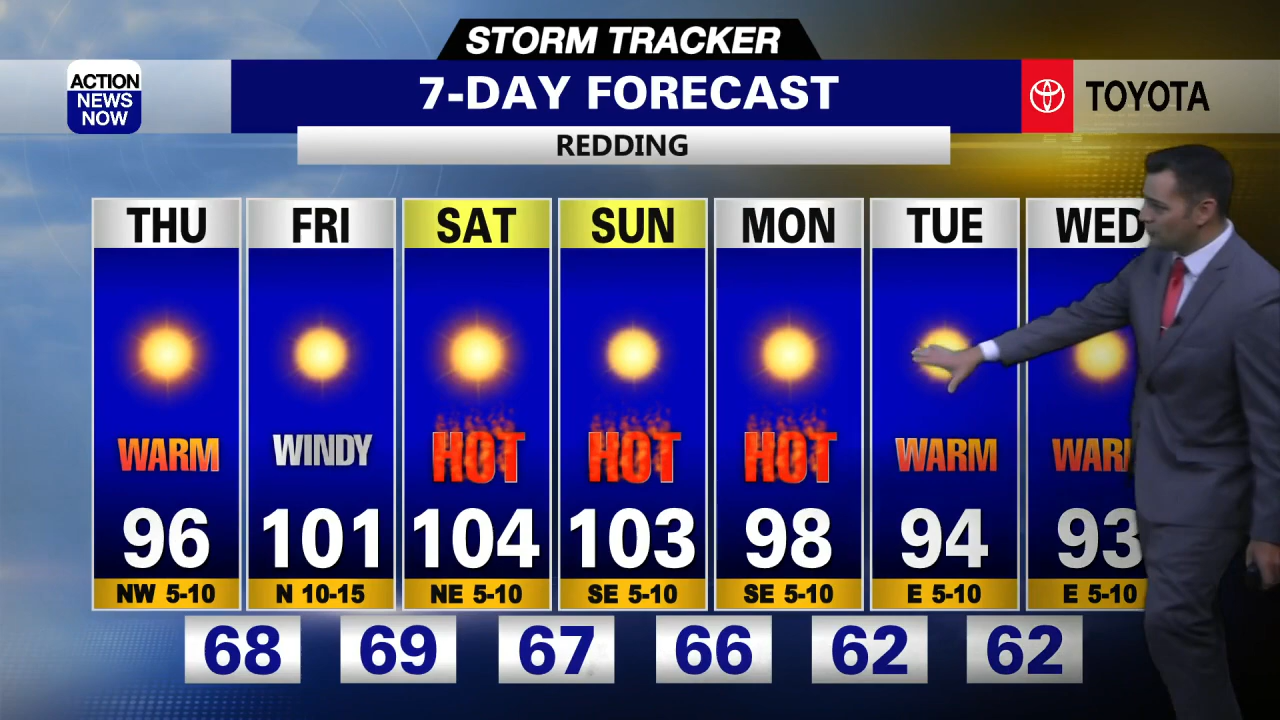 STORM TRACKER
ACTION
NEWS
NOW
7-DAY FORECAST
TOYOTA
REDDING
THU FRI SAT SUN MON TUE WED
WARM WINDY HOT HOT HOT WARM
96 101 104 103 98 94 93
NW 5-10 N 10-15 NE 5-10 SE 5-10 SE 5-10 E 5-10 E 5-10
68 69 67 66 62 62